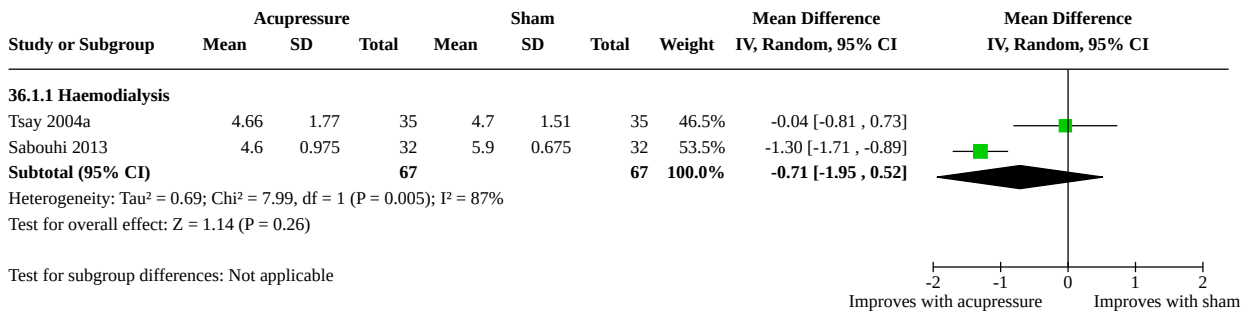 Acupressure Sham Mean Difference Mean Difference
Study or Subgroup Mean SD Total Mean SD Total Weight IV, Random, 95% CI IV, Random, 95% CI
36.1.1 Haemodialysis
Tsay 2004a 4.66 1.77 35 4.7 1.51 35 46.5% -0.04 [-0.81 , 0.73]
Sabouhi 2013 4.6 0.975 32 5.9 0.675 32 53.5% -1.30 [-1.71 , -0.89]
Subtotal (95% CI) 67 67 100.0% -0.71 [-1.95 , 0.52]
Heterogeneity: Tau² = 0.69; Chi² = 7.99, df = 1 (P = 0.005); I² = 87%
Test for overall effect: Z = 1.14 (P = 0.26)
Test for subgroup differences: Not applicable
-2 -1 0 1 2
Improves with acupressure Improves with sham